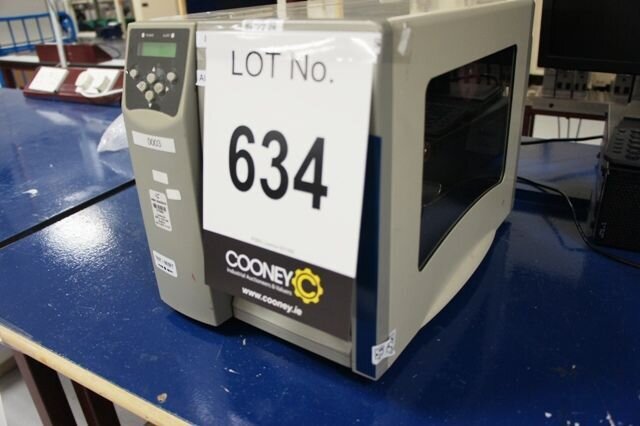 LOT No.
634
COONEY
Industrial Auctioneers & Valuers
www.cooney.ie
0003